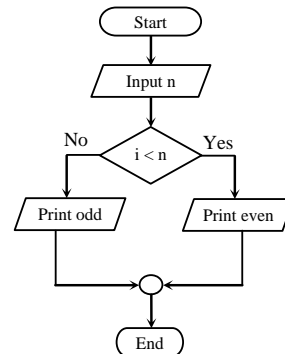 Start
Input n
No
Yes
i < n
Print odd
Print even
End